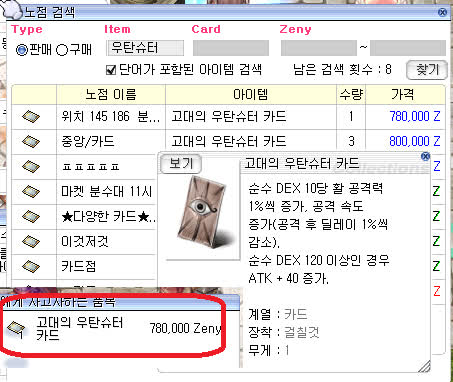 노점 검색
Type Item Card Zeny
판매 구매 우탄슈터 ~
단어가 포함된 아이템 검색 남은 검색 횟수 : 8 찾기
노점 이름 아이템 수량 가격
위치 145 186 분... 고대의 우탄슈터 카드 1 780,000 Z
중앙/카드 고대의 우탄슈터 카드 3 800,000 Z
ㅍㅍㅍㅍㅍ
마켓 분수대 11시
★다양한 카드★...
이것저것
카드점
보기 고대의 우탄슈터 카드
순수 DEX 10당 활 공격력
1%씩 증가, 공격 속도
증가(공격 후 딜레이 1%씩
감소).
순수 DEX 120 이상인 경우
ATK + 40 증가.
계열 : 카드
장착 : 걸칠것
무게 : 1
Z
Z
Z
Z
Z
Z
에게 사고자하는 품목
고대의 우탄슈터
카드 780,000 Zeny
1